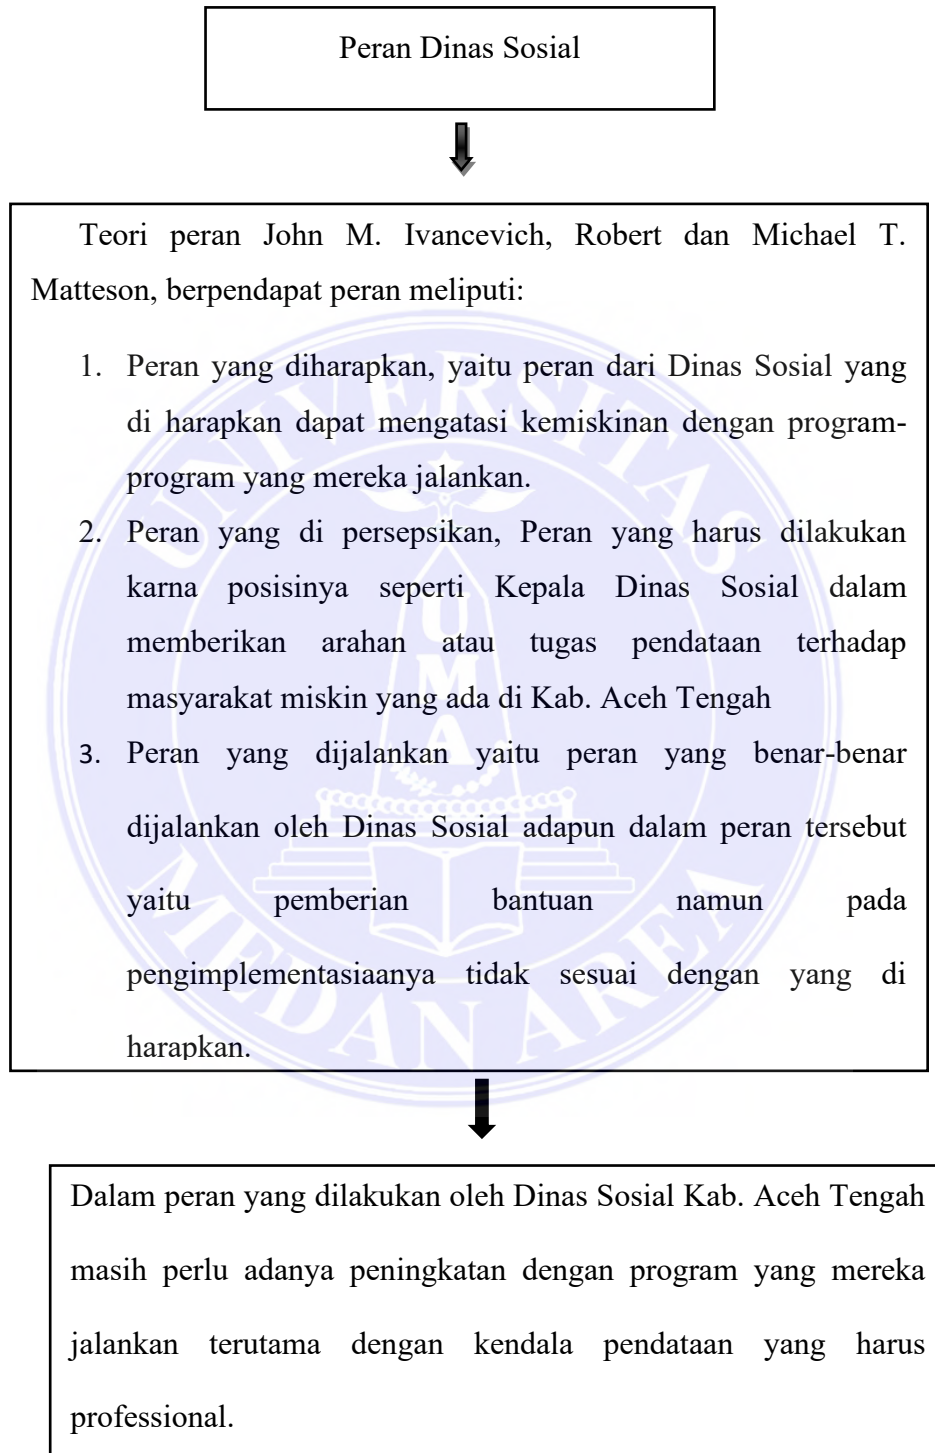 Peran Dinas Sosial
Teori peran John M. Ivancevich, Robert dan Michael T.
Matteson, berpendapat peran meliputi:
1. Peran yang diharapkan, yaitu peran dari Dinas Sosial yang
di harapkan dapat mengatasi kemiskinan dengan program-
program yang mereka jalankan.
2. Peran yang di persepsikan, Peran yang harus dilakukan
karna posisinya seperti Kepala Dinas Sosial dalam
memberikan arahan atau tugas pendataan terhadap
masyarakat miskin yang ada di Kab. Aceh Tengah
3. Peran yang dijalankan yaitu peran yang benar-benar
dijalankan oleh Dinas Sosial adapun dalam peran tersebut
yaitu pemberian bantuan namun pada
pengimplementasiaanya tidak sesuai dengan yang di
harapkan.
Dalam peran yang dilakukan oleh Dinas Sosial Kab. Aceh Tengah
masih perlu adanya peningkatan dengan program yang mereka
jalankan terutama dengan kendala pendataan yang harus
professional.
UNIVERSITAS
UMA
MEDAN AREA